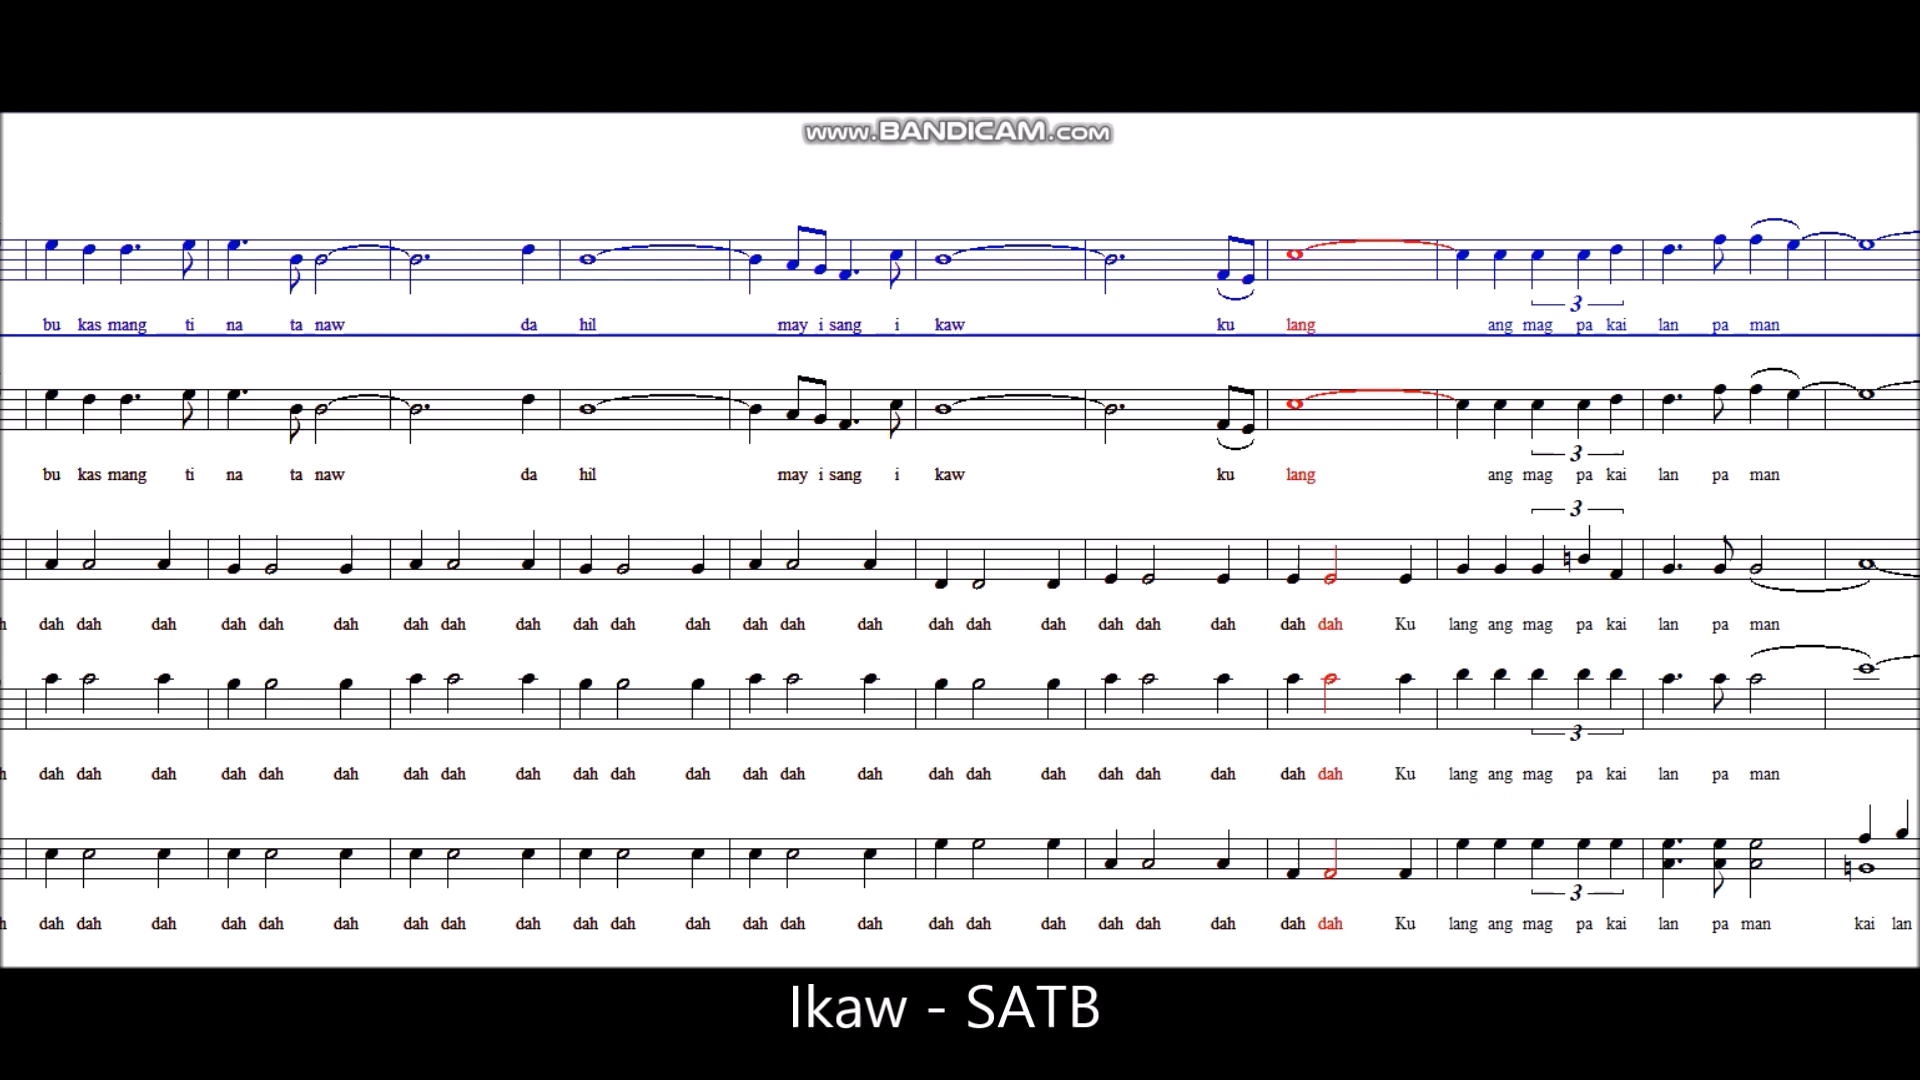 www.BANDICAM.com
bu kas mang ti na ta naw da hil may i sang i kaw ku lang ang mag pa kai lan pa man
3
bu kas mang ti na ta naw da hil may i sang i kaw ku lang ang mag pa kai lan pa man
3
3
h dah dah dah dah dah dah dah dah dah dah dah dah dah dah dah dah dah dah dah dah dah dah dah Ku lang ang mag pa kai lan pa man
3
h dah dah dah dah dah dah dah dah dah dah dah dah dah dah dah dah dah dah dah dah dah dah dah Ku lang ang mag pa kai lan pa man
3
h dah dah dah dah dah dah dah dah dah dah dah dah dah dah dah dah dah dah dah dah dah dah dah Ku lang ang mag pa kai lan pa man kai lan
Ikaw - SATB